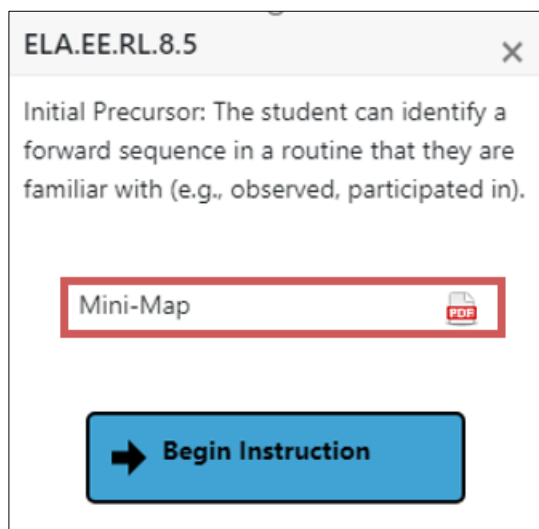 ELA.EE.RL.8.5
Initial Precursor: The student can identify a
forward sequence in a routine that they are
familiar with (e.g., observed, participated in).
Mini-Map
PDF
Begin Instruction